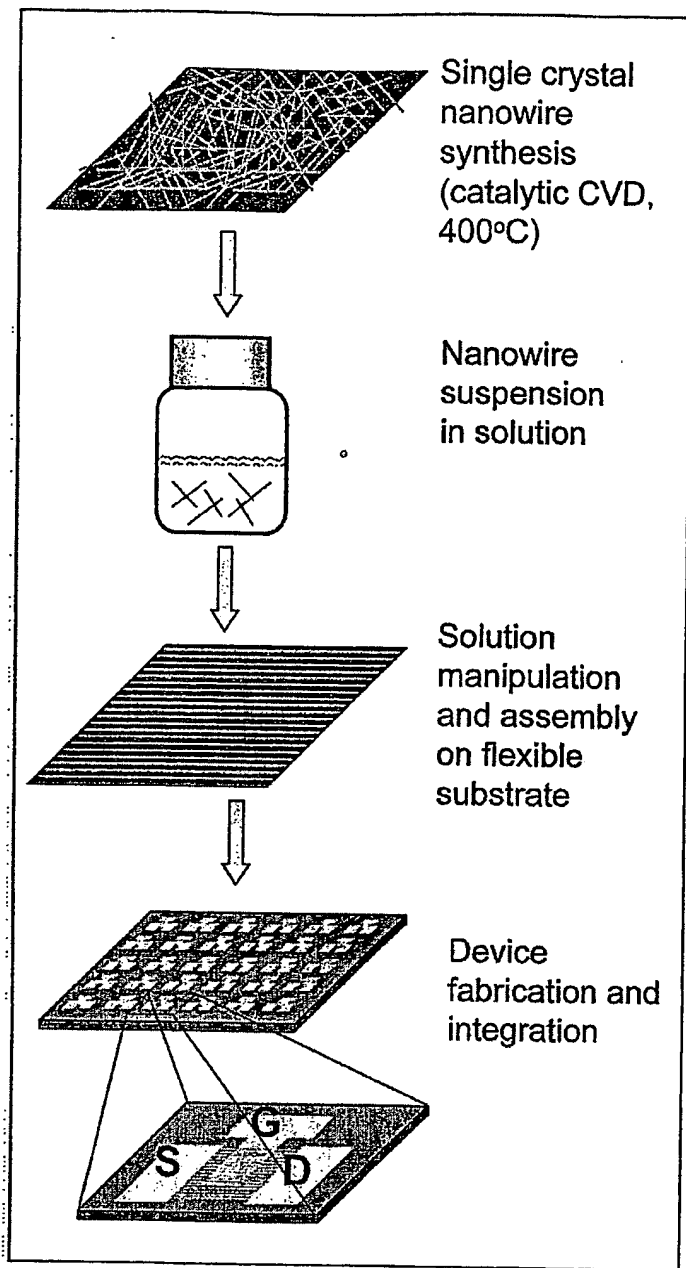 Single crystal
nanowire
synthesis
(catalytic CVD,
400°C)
Nanowire
suspension
in solution
Solution
manipulation
and assembly
on flexible
substrate
Device
fabrication and
integration
G
S
D